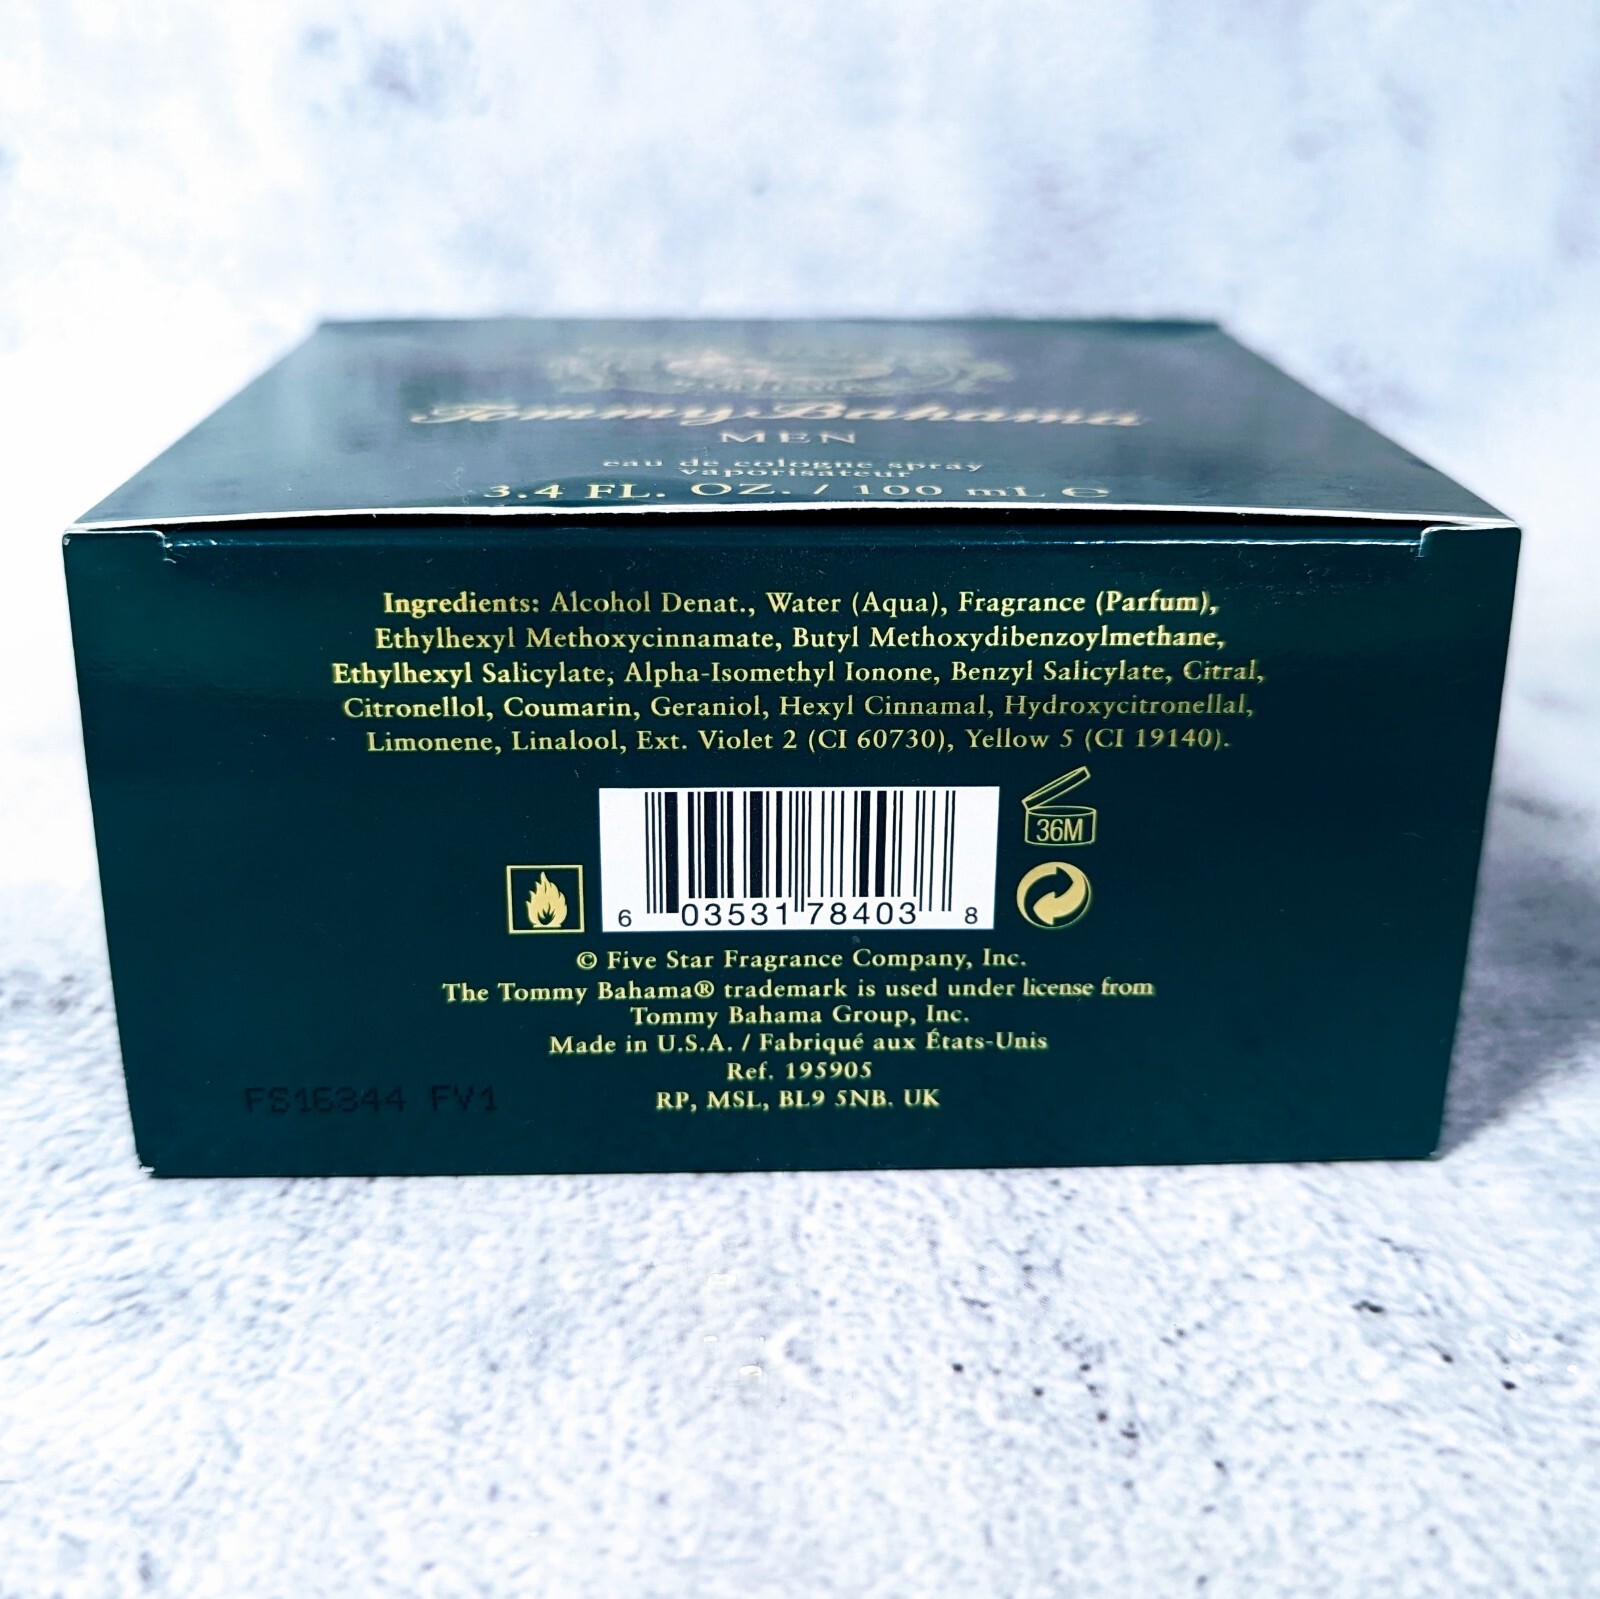 Tommy Bahama
MEN
eau de cologne spray
vaporisateur
3.4 FL. OZ. / 100 mL ℮
Ingredients: Alcohol Denat., Water (Aqua), Fragrance (Parfum),
Ethylhexyl Methoxycinnamate, Butyl Methoxydibenzoylmethane,
Ethylhexyl Salicylate, Alpha-Isomethyl Ionone, Benzyl Salicylate, Citral,
Citronellol, Coumarin, Geraniol, Hexyl Cinnamal, Hydroxycitronellal,
Limonene, Linalool, Ext. Violet 2 (CI 60730), Yellow 5 (CI 19140).
36M
6 03531 78403 8
© Five Star Fragrance Company, Inc.
The Tommy Bahama® trademark is used under license from
Tommy Bahama Group, Inc.
Made in U.S.A. / Fabriqué aux États-Unis
Ref. 195905
RP, MSL, BL9 5NB. UK
FS16344 FV1